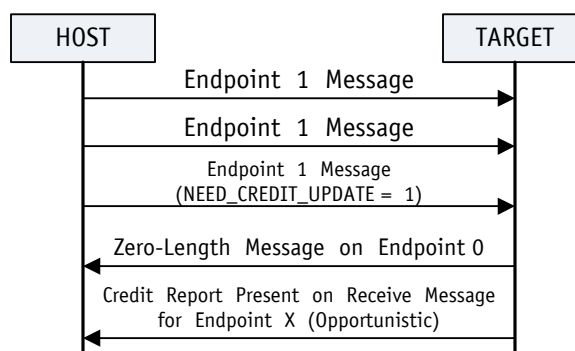 HOST
TARGET
Endpoint 1 Message
Endpoint 1 Message
Endpoint 1 Message
(NEED_CREDIT_UPDATE = 1)
Zero-Length Message on Endpoint 0
Credit Report Present on Receive Message
for Endpoint X (Opportunistic)